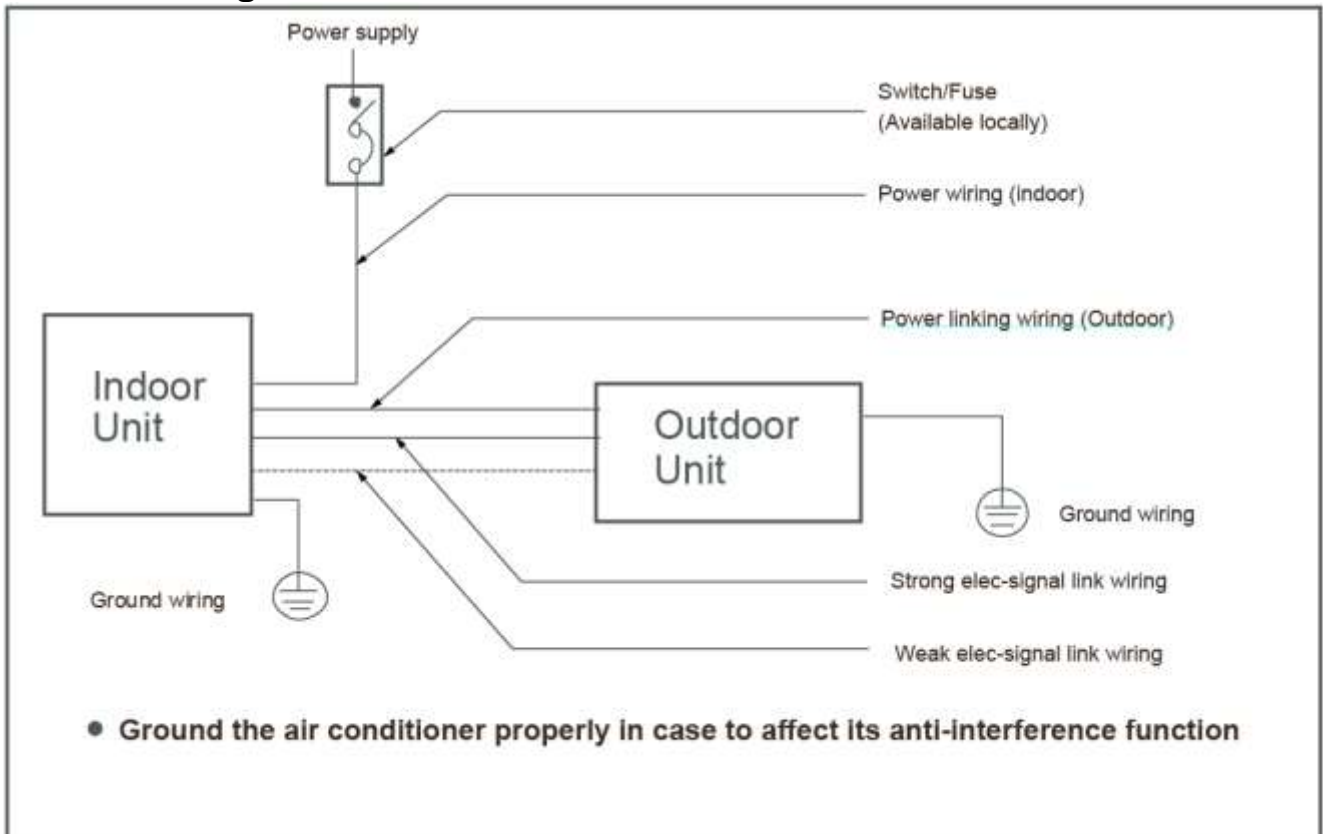 Power supply
Switch/Fuse
(Available locally)
Power wiring (indoor)
Power linking wiring (Outdoor)
Indoor
Unit
Outdoor
Unit
Ground wiring
Ground wiring
Strong elec-signal link wiring
Weak elec-signal link wiring
● Ground the air conditioner properly in case to affect its anti-interference function